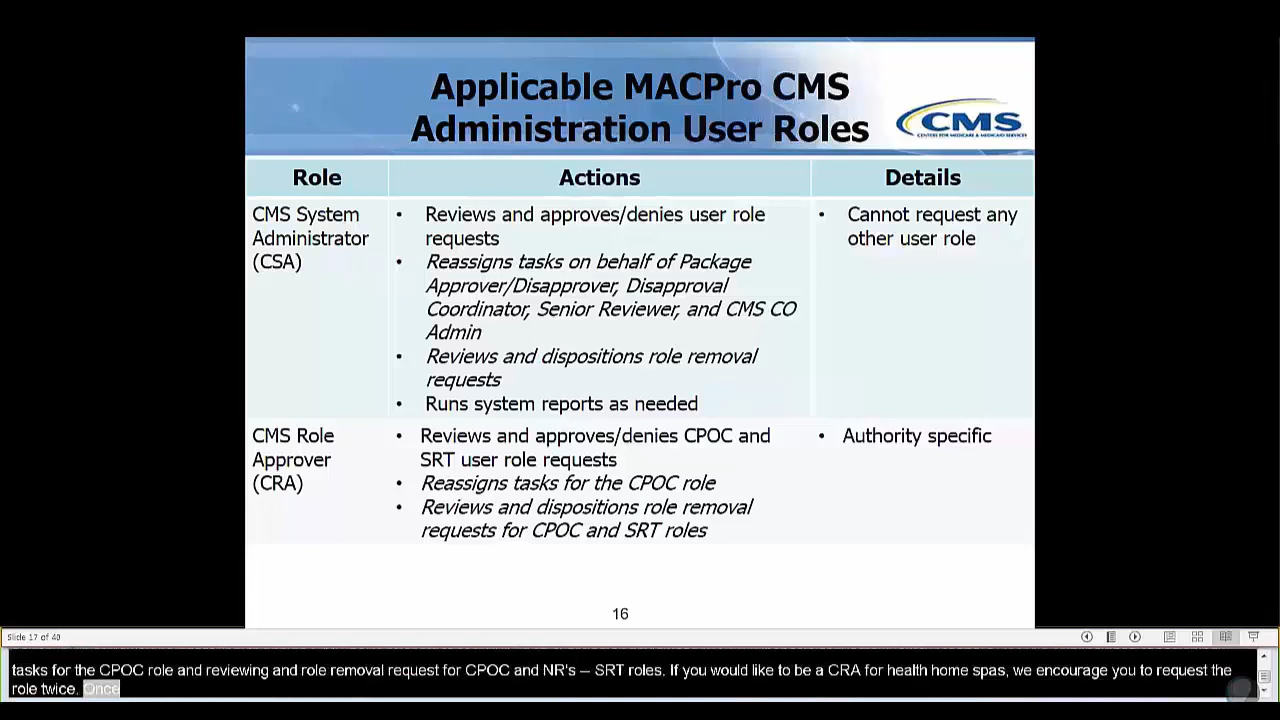 Applicable MACPro CMS
Administration User Roles
CMS
CENTERS FOR MEDICARE & MEDICAID SERVICES
Role
Actions
Details
CMS System
Administrator
(CSA)
• Reviews and approves/denies user role
requests
• Reassigns tasks on behalf of Package
Approver/Disapprover, Disapproval
Coordinator, Senior Reviewer, and CMS CO
Admin
• Reviews and dispositions role removal
requests
• Runs system reports as needed
• Cannot request any
other user role
CMS Role
Approver
(CRA)
• Reviews and approves/denies CPOC and
SRT user role requests
• Reassigns tasks for the CPOC role
• Reviews and dispositions role removal
requests for CPOC and SRT roles
• Authority specific
16
Slide 17 of 40
tasks for the CPOC role and reviewing and role removal request for CPOC and NR's – SRT roles. If you would like to be a CRA for health home spas, we encourage you to request the
role twice. Once